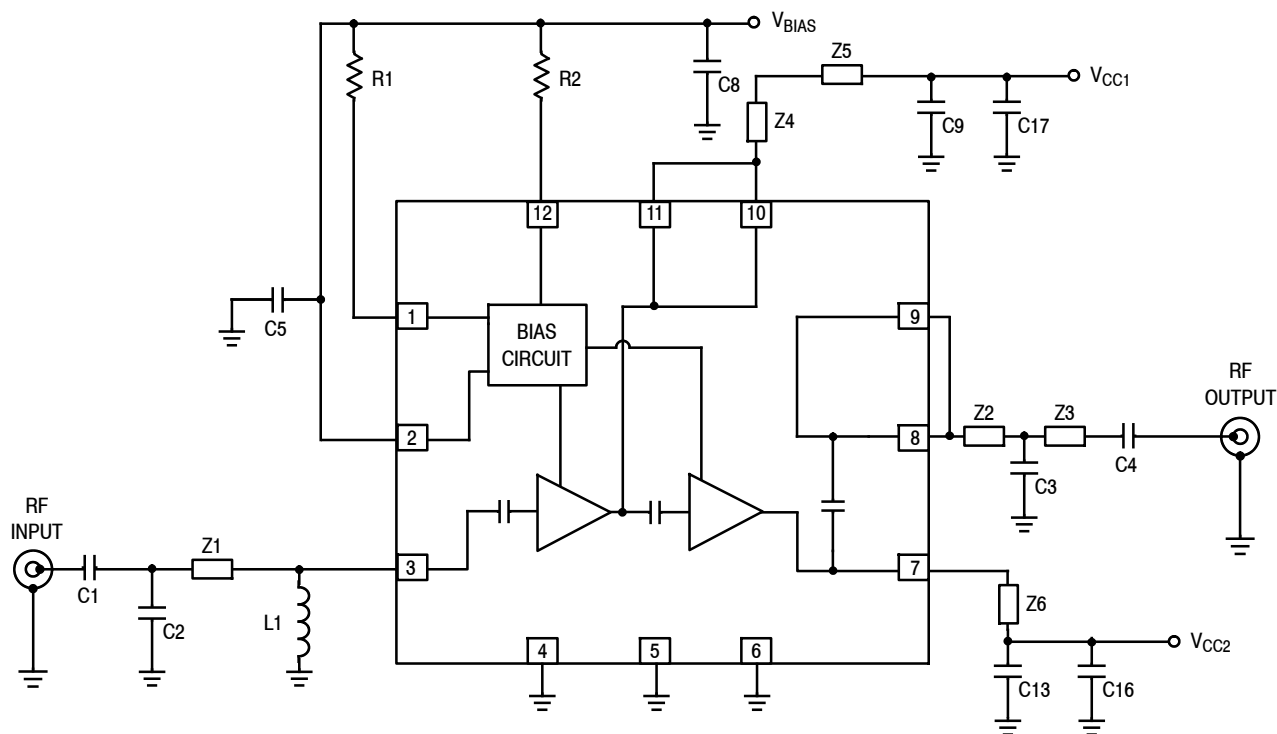 V_BIAS
Z5
V_CC1
R1
R2
C8
Z4
C9
C17
12
11
10
C5
1
BIAS
CIRCUIT
9
RF
OUTPUT
2
8
Z2
Z3
C4
C3
RF
INPUT
Z1
3
7
C1
C2
L1
Z6
4
5
6
V_CC2
C13
C16